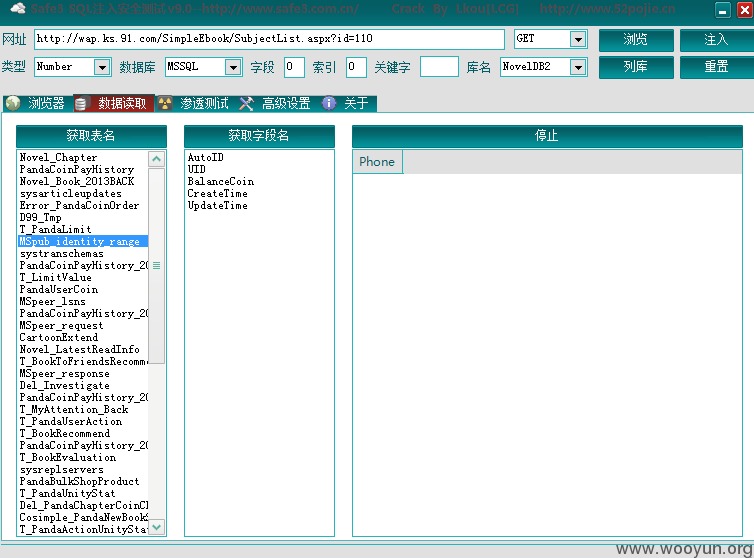 Safe3 SQL注入安全测试v9.0--http://www.safe3.com.cn/ Crack By Lkou[LCG] http://www.52pojie.cn
网址 http://wap.ks.91.com/SimpleEbook/SubjectList.aspx?id=110 GET 浏览 注入
类型 Number 数据库 MSSQL 字段 0 索引 0 关键字 库名 NovelDB2 列库 重置
浏览器 数据读取 渗透测试 高级设置 关于
获取表名 获取字段名 停止
Novel_Chapter AutoID Phone
PandaCoinPayHistory UID
Novel_Book_2013BACK BalanceCoin
sysarticleupdates CreateTime
Error_PandaCoinOrder UpdateTime
D99_Tmp
T_PandaLimit
MSpub_identity_range
systranschemas
PandaCoinPayHistory_20
T_LimitValue
PandaUserCoin
MSpeer_lsns
PandaCoinPayHistory_20
MSpeer_request
CartoonExtend
Novel_LatestReadInfo
T_BookToFriendsRecomm
MSpeer_response
Del_Investigate
PandaCoinPayHistory_20
T_MyAttention_Back
T_PandaUserAction
T_BookRecommend
PandaCoinPayHistory_20
T_BookEvaluation
sysreplservers
PandaBulkShopProduct
T_PandaUnityStat
Del_PandaChapterCoinCh
Cosimple_PandaNewBookS
T_PandaActionUnitySta
www.wooyun.org